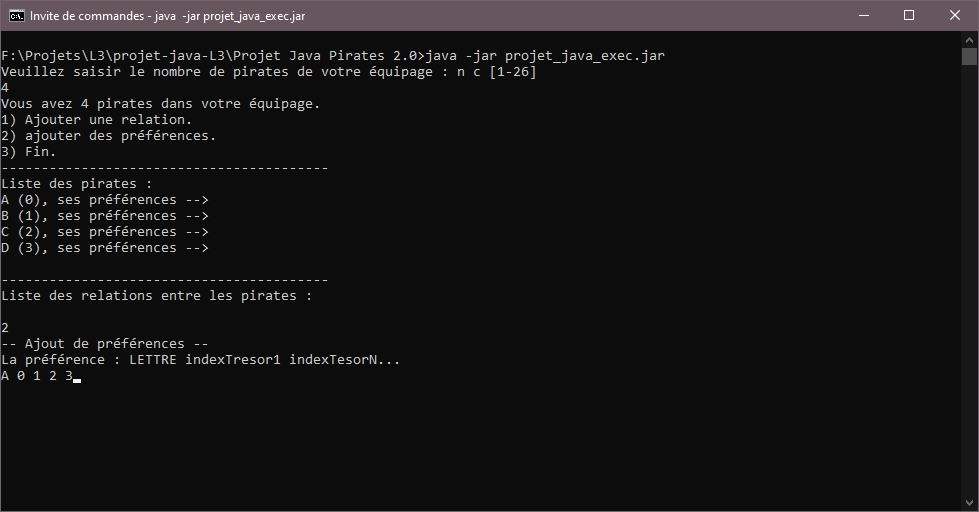 Invite de commandes - java -jar projet_java_exec.jar
F:\Projets\L3\projet-java-L3\Projet Java Pirates 2.0>java -jar projet_java_exec.jar
Veuillez saisir le nombre de pirates de votre équipage : n c [1-26]
4
Vous avez 4 pirates dans votre équipage.
1) Ajouter une relation.
2) ajouter des préférences.
3) Fin.
-----------------------------------------
Liste des pirates :
A (0), ses préférences -->
B (1), ses préférences -->
C (2), ses préférences -->
D (3), ses préférences -->
-----------------------------------------
Liste des relations entre les pirates :
2
-- Ajout de préférences --
La préférence : LETTRE indexTresor1 indexTesorN...
A 0 1 2 3